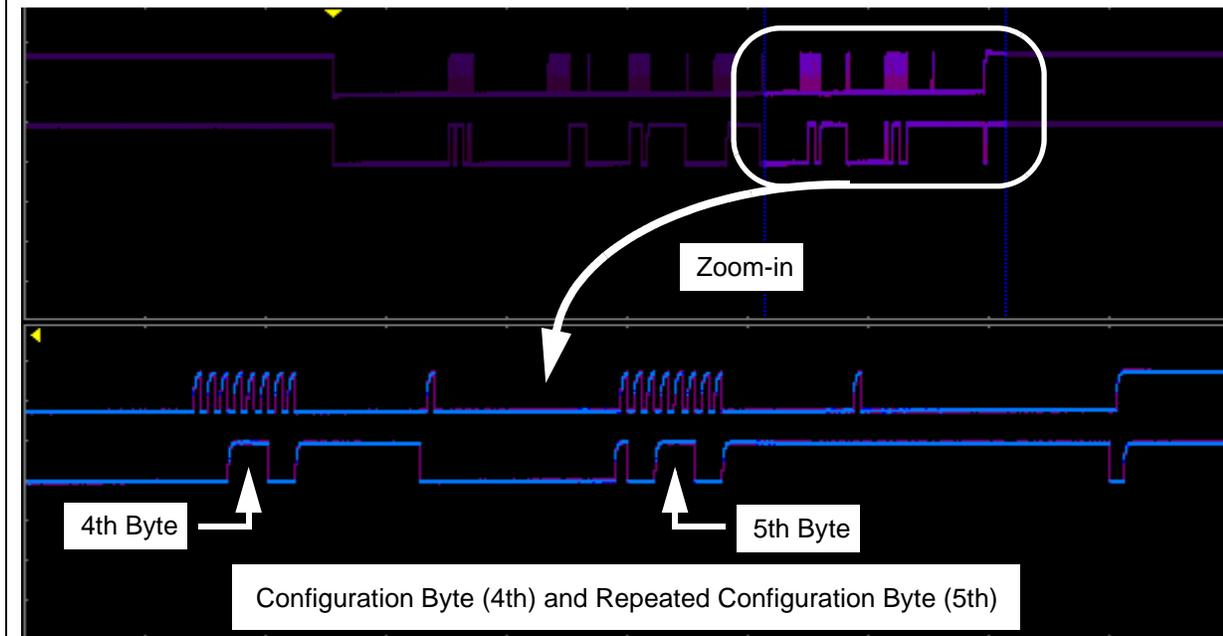 Zoom-in
4th Byte
5th Byte
Configuration Byte (4th) and Repeated Configuration Byte (5th)